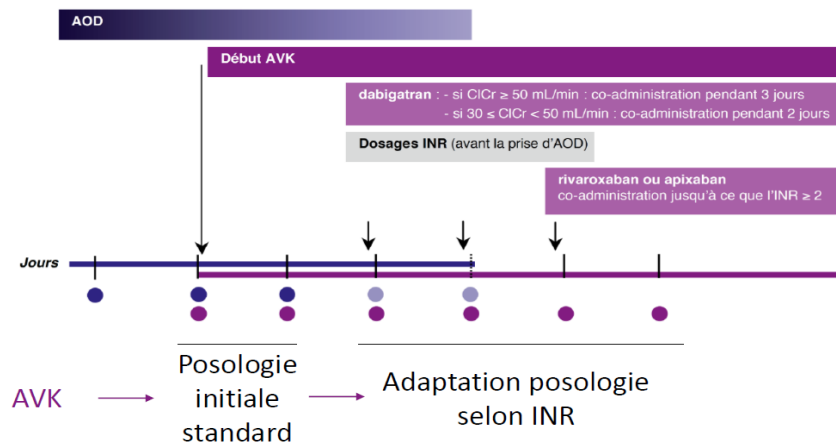 AOD
Début AVK
dabigatran : - si ClCr ≥ 50 mL/min : co-administration pendant 3 jours
- si 30 ≤ ClCr < 50 mL/min : co-administration pendant 2 jours
Dosages INR (avant la prise d'AOD)
rivaroxaban ou apixaban
co-administration jusqu'à ce que l'INR ≥ 2
Jours
AVK
Posologie
initiale
standard
Adaptation posologie
selon INR